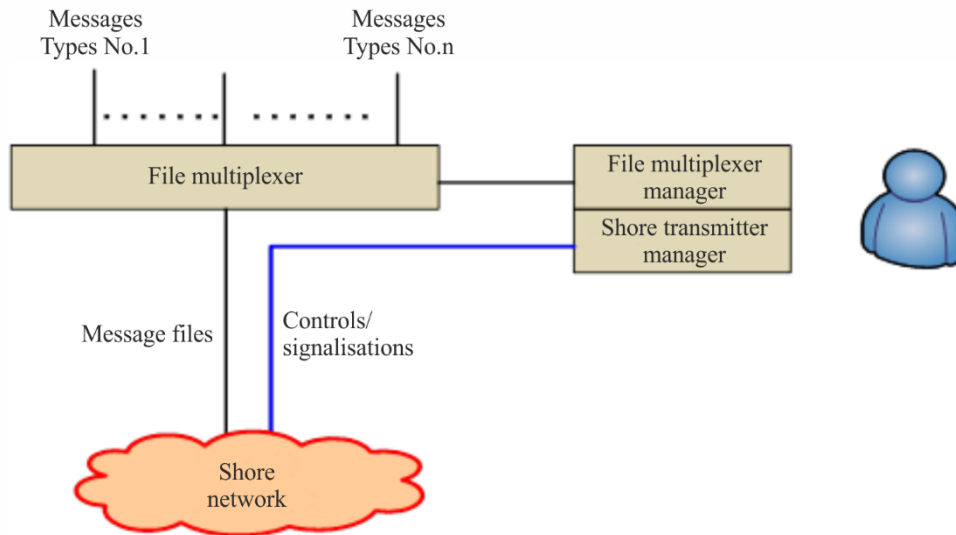 Messages
Types No.1
Messages
Types No.n
File multiplexer
File multiplexer
manager
Shore transmitter
manager
Message files
Controls/
signalisations
Shore
network